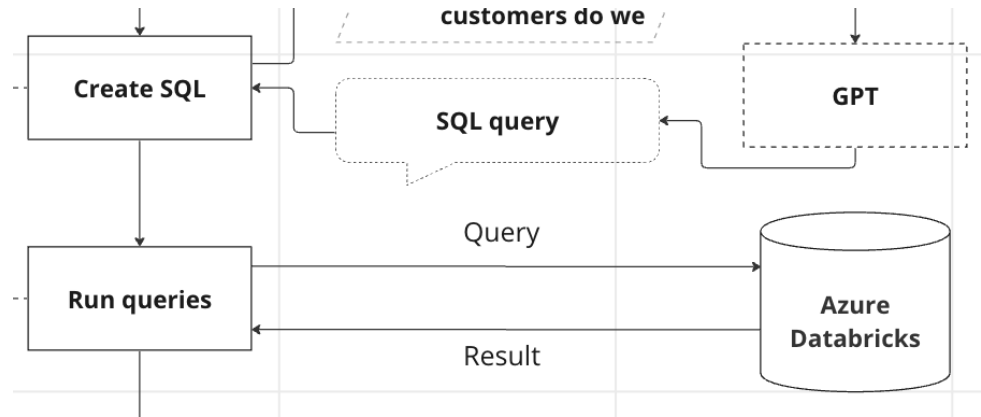 customers do we
Create SQL
GPT
SQL query
Query
Run queries
Azure
Databricks
Result